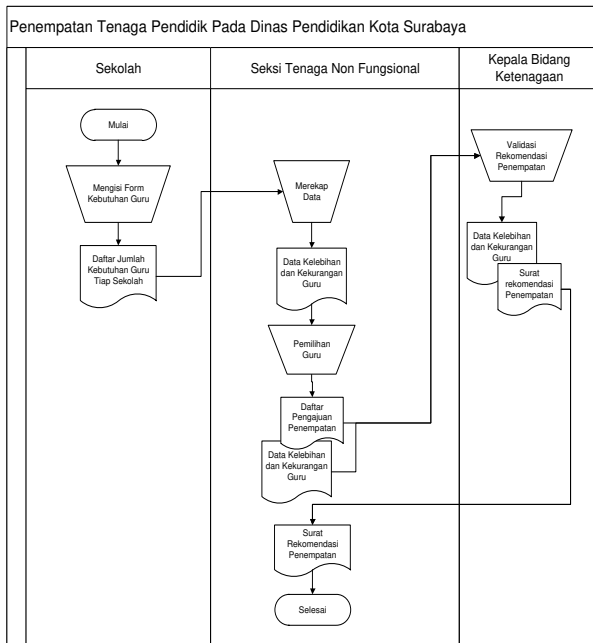 Penempatan Tenaga Pendidik Pada Dinas Pendidikan Kota Surabaya
Sekolah
Seksi Tenaga Non Fungsional
Kepala Bidang
Ketenagaan
Mulai
Mengisi Form
Kebutuhan Guru
Daftar Jumlah
Kebutuhan Guru
Tiap Sekolah
Merekap
Data
Data Kelebihan
dan Kekurangan
Guru
Pemilihan
Guru
Daftar
Pengajuan
Penempatan
Data Kelebihan
dan Kekurangan
Guru
Surat
Rekomendasi
Penempatan
Selesai
Validasi
Rekomendasi
Penempatan
Data Kelebihan
dan Kekurangan
Guru
Surat
rekomendasi
Penempatan